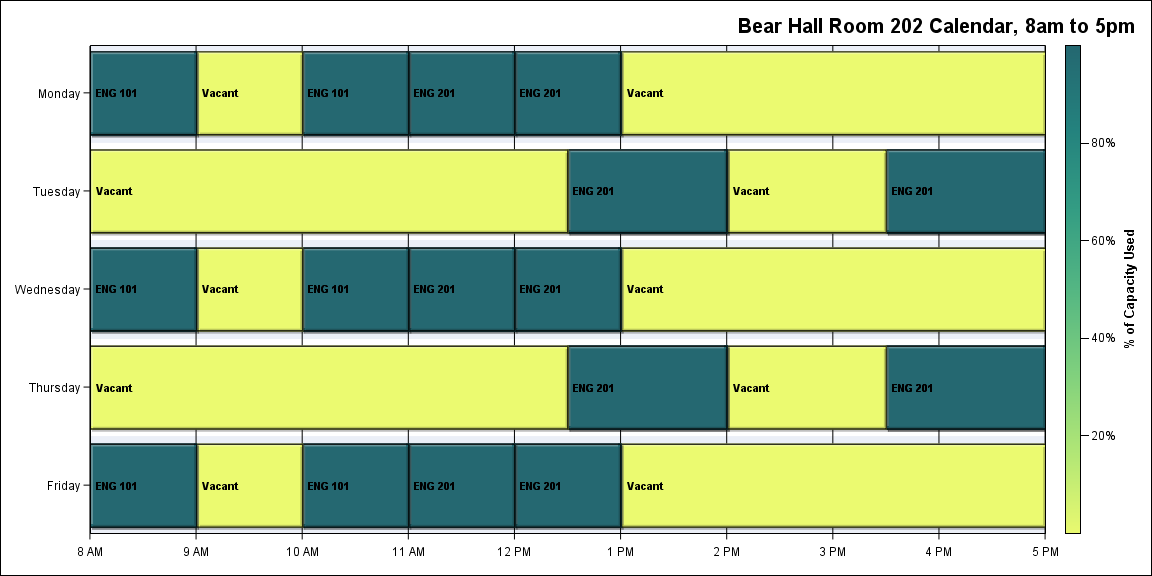 Bear Hall Room 202 Calendar, 8am to 5pm
Monday
ENG 101
Vacant
ENG 101
ENG 201
ENG 201
Vacant
Tuesday
Vacant
ENG 201
Vacant
ENG 201
Wednesday
ENG 101
Vacant
ENG 101
ENG 201
ENG 201
Vacant
Thursday
Vacant
ENG 201
Vacant
ENG 201
Friday
ENG 101
Vacant
ENG 101
ENG 201
ENG 201
Vacant
8 AM
9 AM
10 AM
11 AM
12 PM
1 PM
2 PM
3 PM
4 PM
5 PM
80%
60%
40%
20%
% of Capacity Used